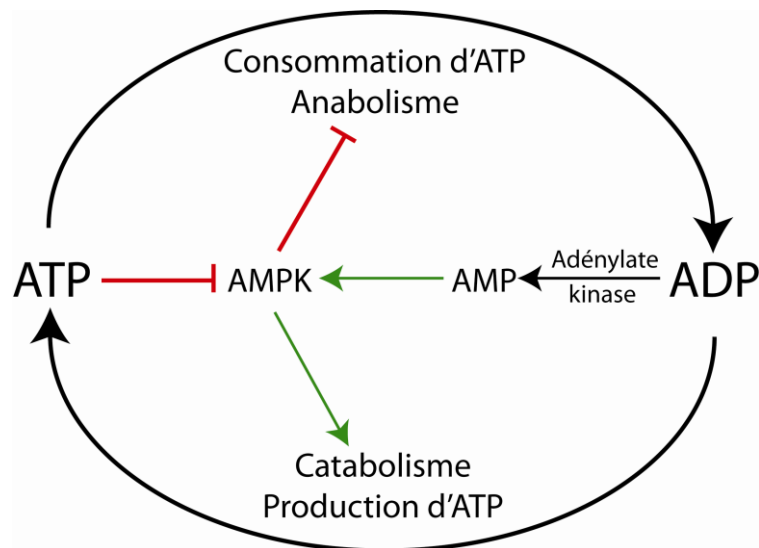 Consommation d'ATP
Anabolisme
ATP
AMPK
AMP
Adénylate
kinase
ADP
Catabolisme
Production d'ATP